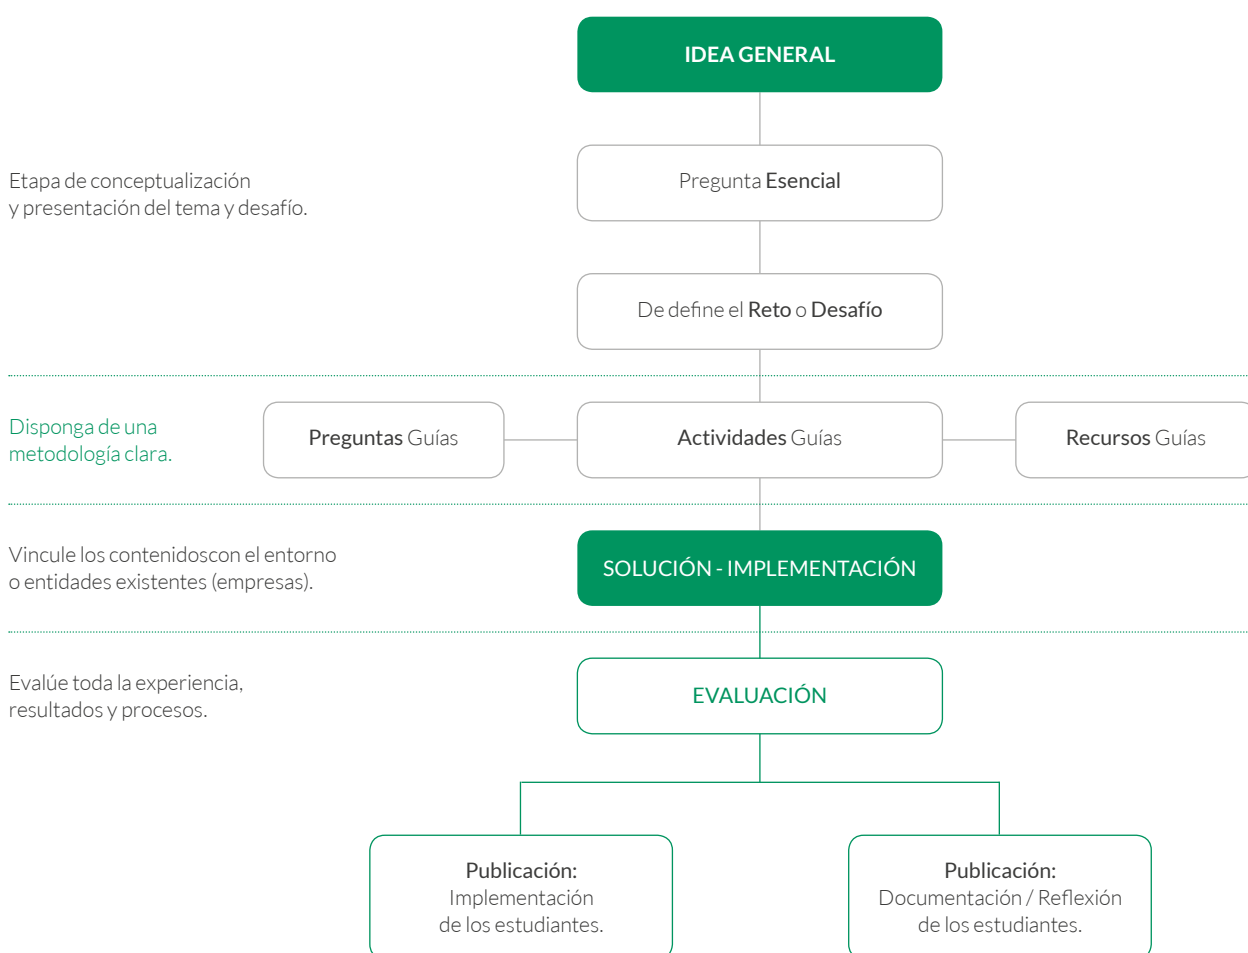 IDEA GENERAL
Etapa de conceptualización
y presentación del tema y desafío.
Pregunta Esencial
De define el Reto o Desafío
Disponga de una
metodología clara.
Preguntas Guías
Actividades Guías
Recursos Guías
Vincule los contenidoscon el entorno
o entidades existentes (empresas).
SOLUCIÓN - IMPLEMENTACIÓN
Evalúe toda la experiencia,
resultados y procesos.
EVALUACIÓN
Publicación:
Implementación
de los estudiantes.
Publicación:
Documentación / Reflexión
de los estudiantes.